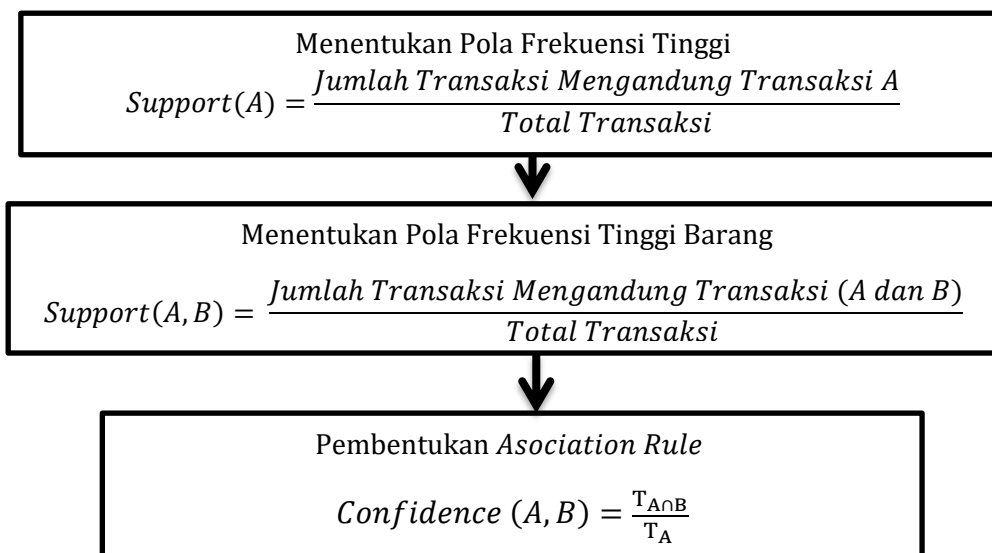 Menentukan Pola Frekuensi Tinggi
Support(A) = Jumlah Transaksi Mengandung Transaksi A / Total Transaksi
Menentukan Pola Frekuensi Tinggi Barang
Support(A, B) = Jumlah Transaksi Mengandung Transaksi (A dan B) / Total Transaksi
Pembentukan Asociation Rule
Confidence (A, B) = T_A∩B / T_A